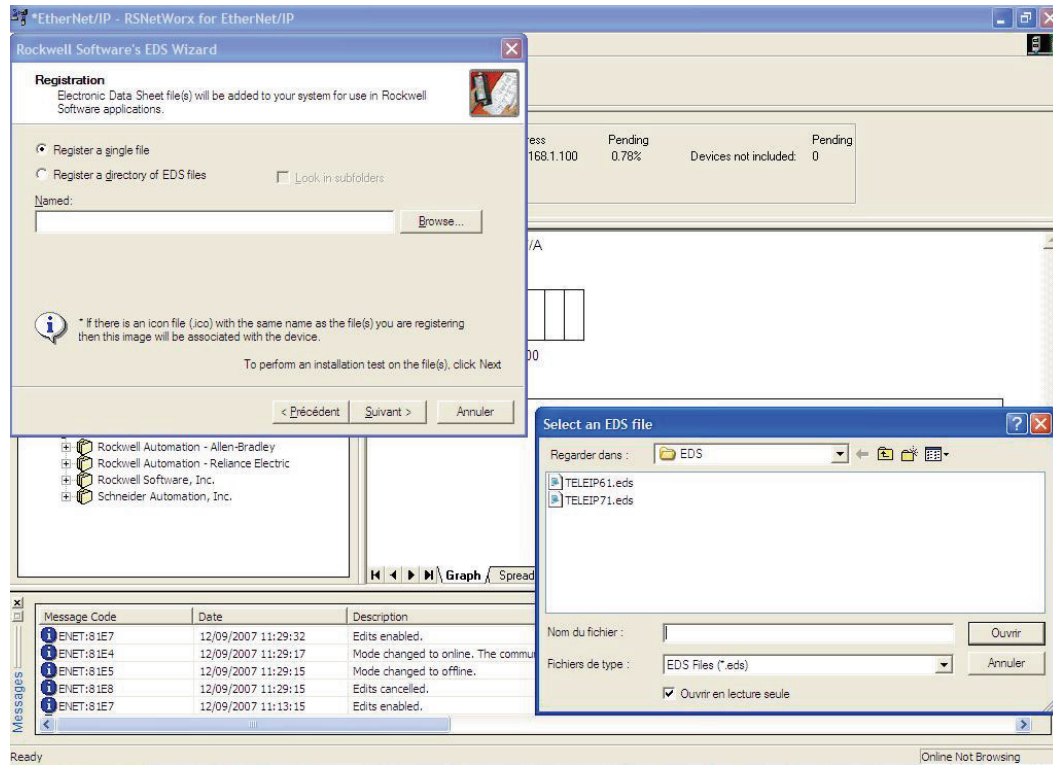 *EtherNet/IP - RSNetWorx for EtherNet/IP
Rockwell Software's EDS Wizard
Registration
Electronic Data Sheet file(s) will be added to your system for use in Rockwell
Software applications.
Register a single file
Register a directory of EDS files
Look in subfolders
Named:
Browse...
* If there is an icon file (.ico) with the same name as the file(s) you are registering
then this image will be associated with the device.
To perform an installation test on the file(s), click Next
< Précédent
Suivant >
Annuler
ress
Pending
Pending
168.1.100
0.78%
Devices not included:
0
/A
00
Rockwell Automation - Allen-Bradley
Rockwell Automation - Reliance Electric
Rockwell Software, Inc.
Schneider Automation, Inc.
Graph
Spread
Select an EDS file
Regarder dans :
EDS
TELEIP61.eds
TELEIP71.eds
Nom du fichier :
Ouvrir
Fichiers de type :
EDS Files (*.eds)
Annuler
Ouvrir en lecture seule
Messages
Message Code Date Description
ENET:81E7 12/09/2007 11:29:32 Edits enabled.
ENET:81E4 12/09/2007 11:29:17 Mode changed to online. The commu
ENET:81E5 12/09/2007 11:29:15 Mode changed to offline.
ENET:81E8 12/09/2007 11:29:15 Edits cancelled.
ENET:81E7 12/09/2007 11:13:15 Edits enabled.
Ready
Online Not Browsing